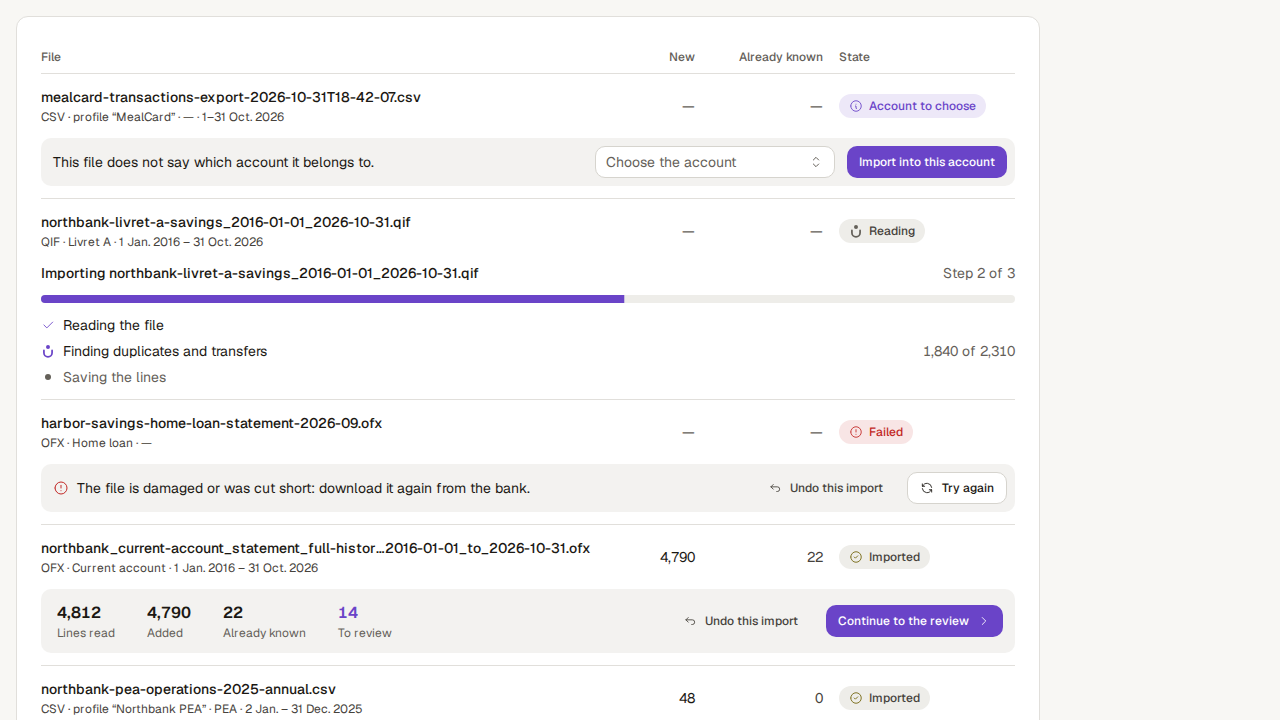 File New Already known State
mealcard-transactions-export-2026-10-31T18-42-07.csv
CSV · profile “MealCard” · — · 1–31 Oct. 2026
— — Account to choose
This file does not say which account it belongs to. Choose the account Import into this account
northbank-livret-a-savings_2016-01-01_2026-10-31.qif
QIF · Livret A · 1 Jan. 2016 – 31 Oct. 2026
— — Reading
Importing northbank-livret-a-savings_2016-01-01_2026-10-31.qif Step 2 of 3
Reading the file
Finding duplicates and transfers 1,840 of 2,310
Saving the lines
harbor-savings-home-loan-statement-2026-09.ofx
OFX · Home loan · —
— — Failed
The file is damaged or was cut short: download it again from the bank. Undo this import Try again
northbank_current-account_statement_full-histor…2016-01-01_to_2026-10-31.ofx
OFX · Current account · 1 Jan. 2016 – 31 Oct. 2026
4,790 22 Imported
4,812 4,790 22 14
Lines read Added Already known To review
Undo this import Continue to the review
northbank-pea-operations-2025-annual.csv
CSV · profile “Northbank PEA” · PEA · 2 Jan. – 31 Dec. 2025
48 0 Imported